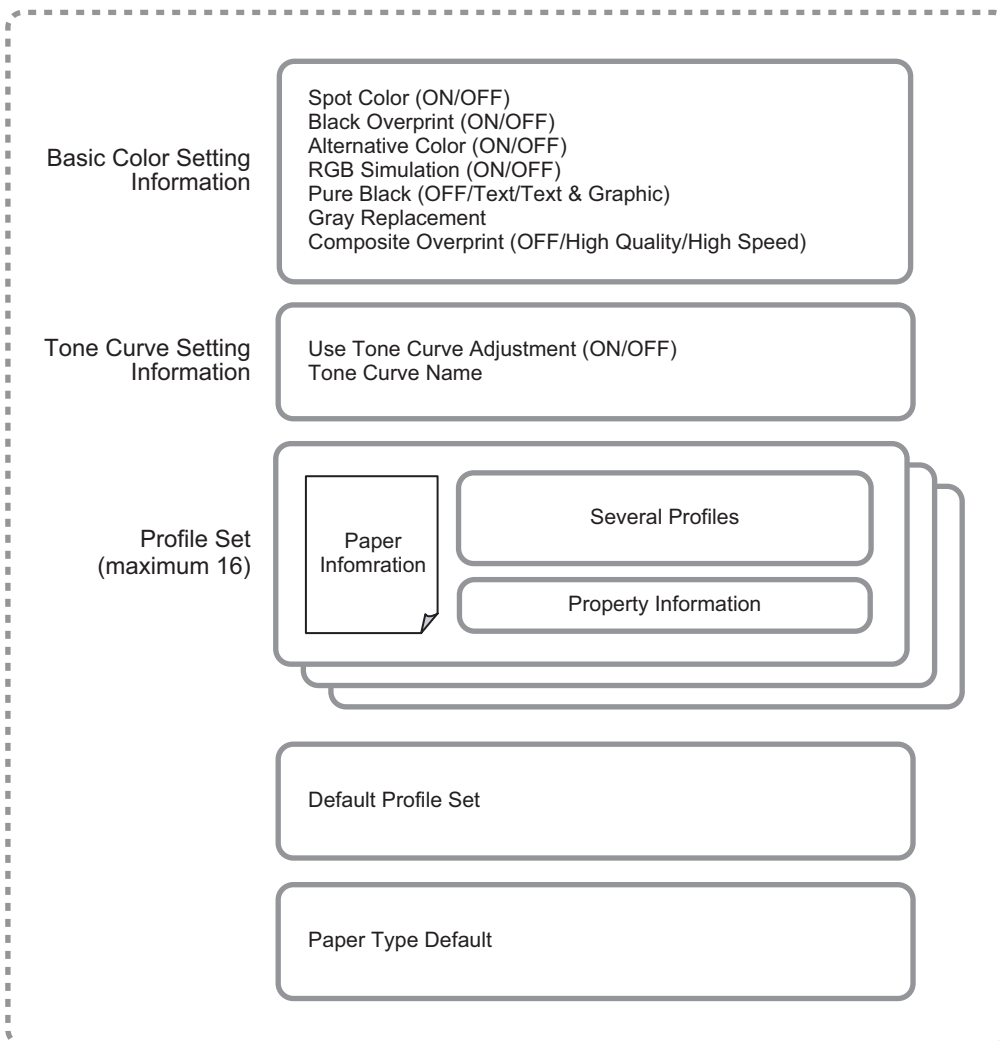 Basic Color Setting
Information
Spot Color (ON/OFF)
Black Overprint (ON/OFF)
Alternative Color (ON/OFF)
RGB Simulation (ON/OFF)
Pure Black (OFF/Text/Text & Graphic)
Gray Replacement
Composite Overprint (OFF/High Quality/High Speed)
Tone Curve Setting
Information
Use Tone Curve Adjustment (ON/OFF)
Tone Curve Name
Profile Set
(maximum 16)
Paper
Infomration
Several Profiles
Property Information
Default Profile Set
Paper Type Default